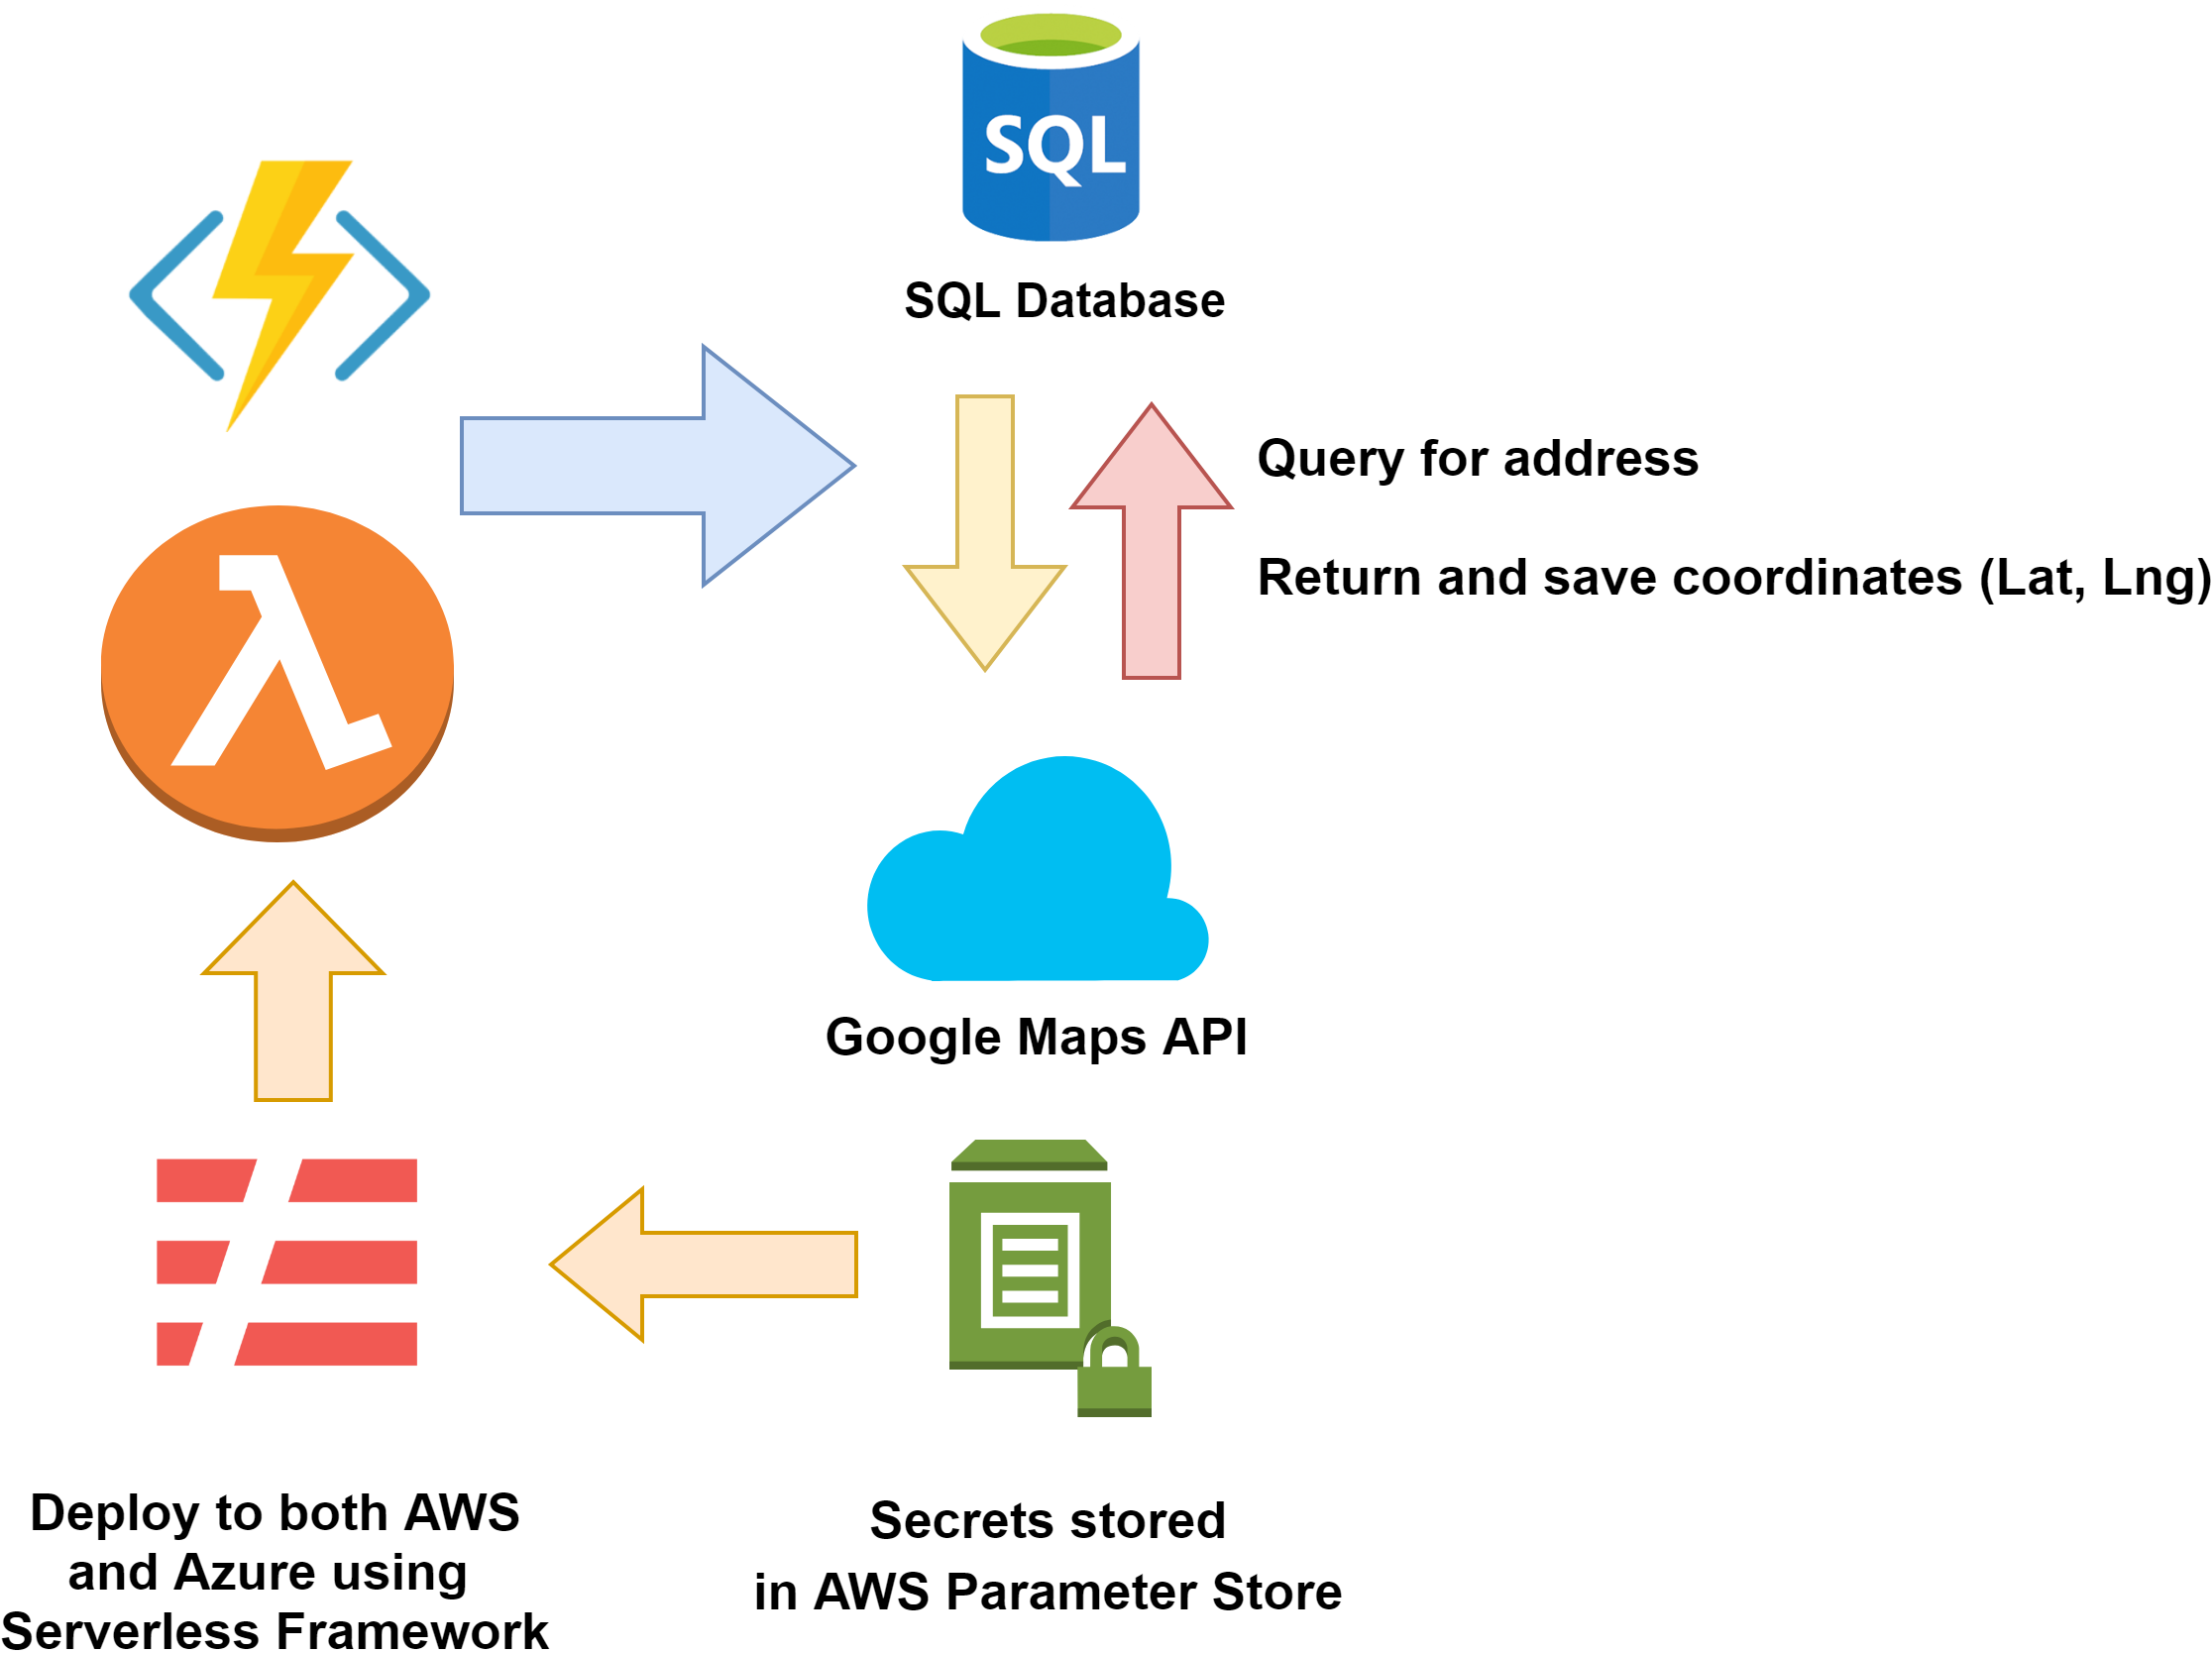 SQL
SQL Database
Query for address
Return and save coordinates (Lat, Lng)
Google Maps API
Deploy to both AWS
and Azure using
Serverless Framework
Secrets stored
in AWS Parameter Store